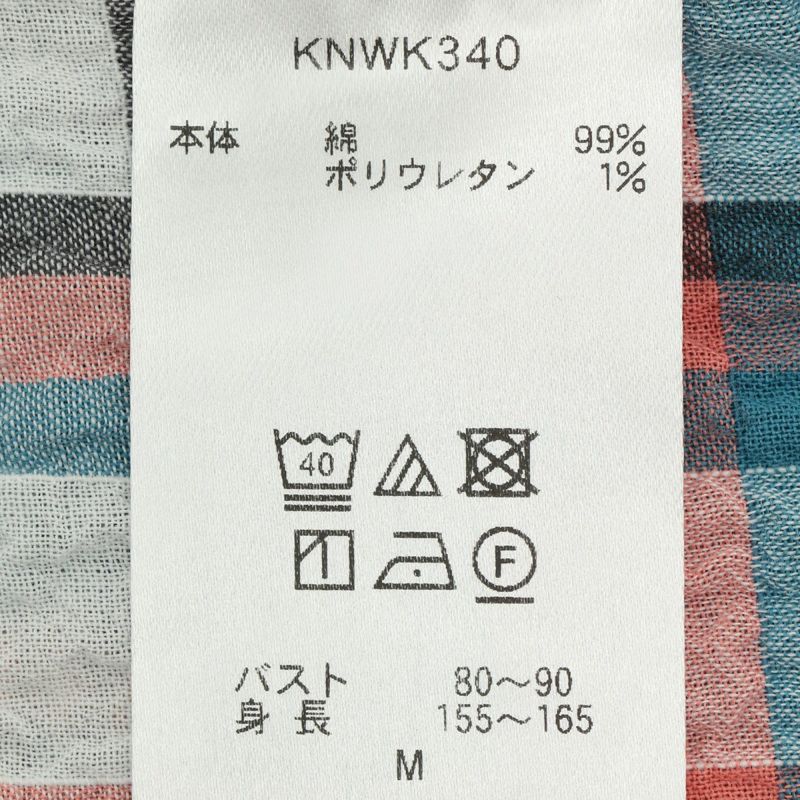 KNWK340
本体 綿 99%
ポリウレタン 1%
40
F
バスト 80～90
身長 155～165
M